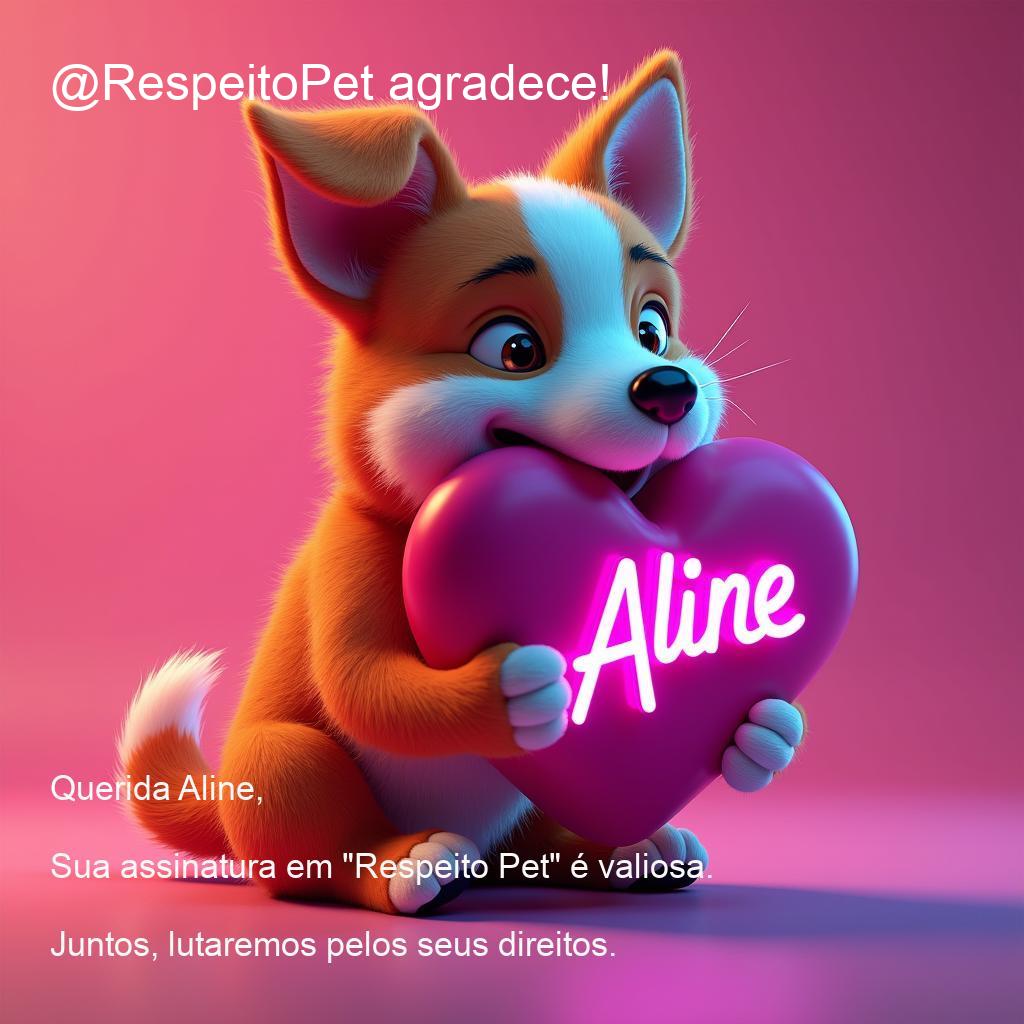 @RespeitoPet agradece!
Aline
Querida Aline,
Sua assinatura em "Respeito Pet" é valiosa.
Juntos, lutaremos pelos seus direitos.